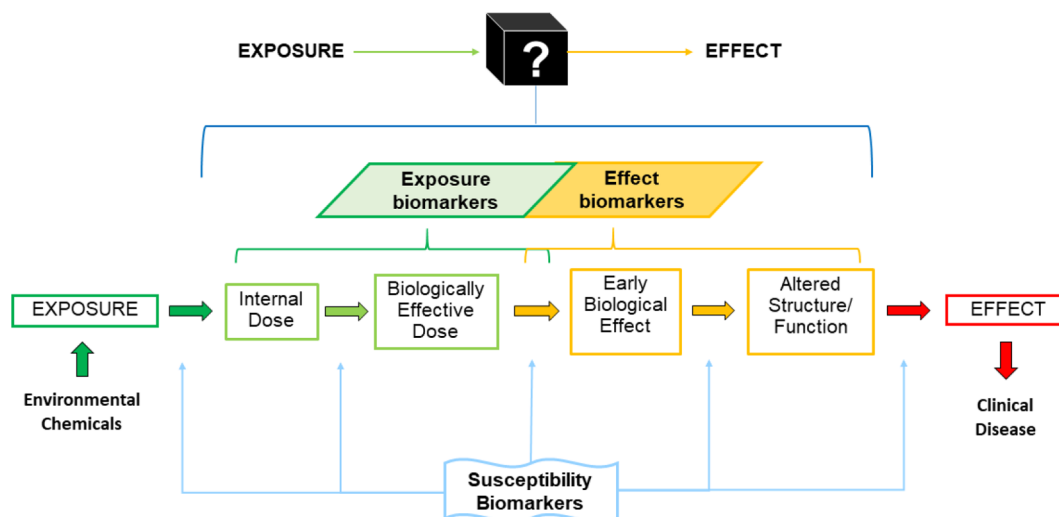 EXPOSURE
?
EFFECT
Exposure
biomarkers
Effect
biomarkers
EXPOSURE
Internal
Dose
Biologically
Effective
Dose
Early
Biological
Effect
Altered
Structure/
Function
EFFECT
Environmental
Chemicals
Clinical
Disease
Susceptibility
Biomarkers